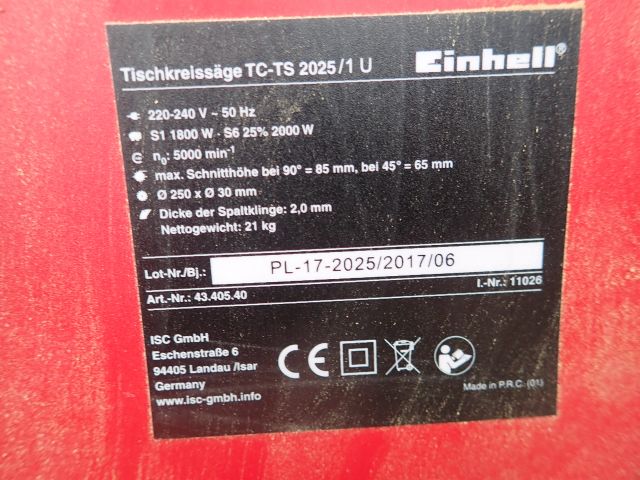 Tischkreissäge TC-TS 2025/1 U
Einhell®
220-240 V ~ 50 Hz
S1 1800 W · S6 25% 2000 W
n₀: 5000 min⁻¹
max. Schnitthöhe bei 90° = 85 mm, bei 45° = 65 mm
Ø 250 x Ø 30 mm
Dicke der Spaltklinge: 2,0 mm
Nettogewicht: 21 kg
Lot-Nr./Bj.: PL-17-2025/2017/06
Art.-Nr.: 43.405.40 I.-Nr.: 11026
ISC GmbH
Eschenstraße 6
94405 Landau /Isar
Germany
www.isc-gmbh.info
CE
Made in P.R.C. (01)